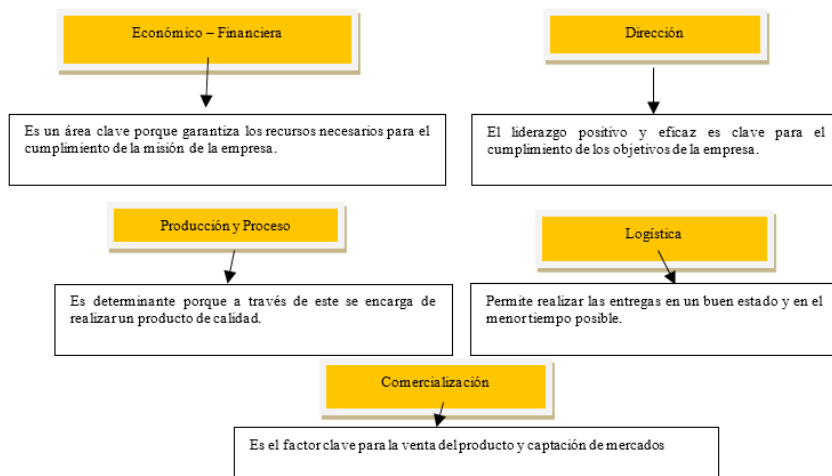 Económico – Financiera
Es un área clave porque garantiza los recursos necesarios para el
cumplimiento de la misión de la empresa.
Dirección
El liderazgo positivo y eficaz es clave para el
cumplimiento de los objetivos de la empresa.
Producción y Proceso
Es determinante porque a través de este se encarga de
realizar un producto de calidad.
Logística
Permite realizar las entregas en un buen estado y en el
menor tiempo posible.
Comercialización
Es el factor clave para la venta del producto y captación de mercados